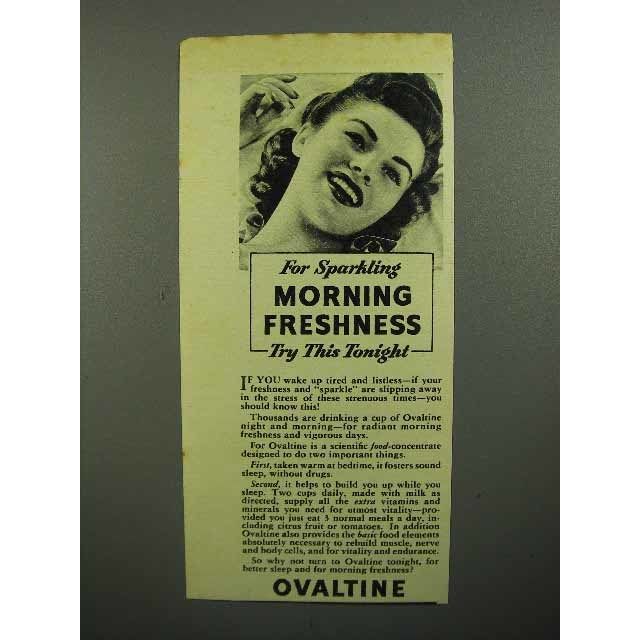 For Sparkling
MORNING
FRESHNESS
Try This Tonight
IF YOU wake up tired and listless—if your
freshness and "sparkle" are slipping away
in the stress of these strenuous times—you
should know this!
Thousands are drinking a cup of Ovaltine
night and morning—for radiant morning
freshness and vigorous days.
For Ovaltine is a scientific food-concentrate
designed to do two important things.
First, taken warm at bedtime, it fosters sound
sleep, without drugs.
Second, it helps to build you up while you
sleep. Two cups daily, made with milk as
directed, supply all the extra vitamins and
minerals you need for utmost vitality—pro-
vided you just eat 3 normal meals a day, in-
cluding citrus fruit or tomatoes. In addition
Ovaltine also provides the basic food elements
absolutely necessary to rebuild muscle, nerve
and body cells, and for vitality and endurance.
So why not turn to Ovaltine tonight, for
better sleep and for morning freshness?
OVALTINE